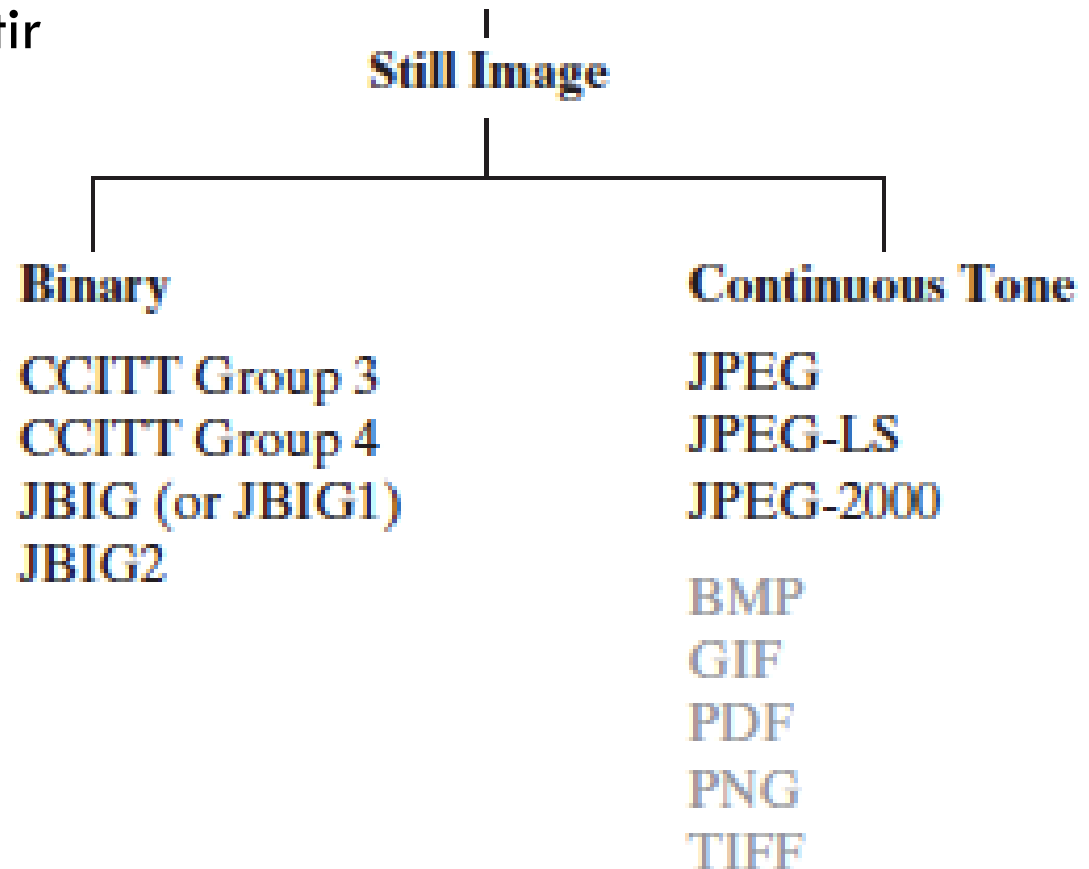 tir
Still Image
Binary
CCITT Group 3
CCITT Group 4
JBIG (or JBIG1)
JBIG2
Continuous Tone
JPEG
JPEG-LS
JPEG-2000
BMP
GIF
PDF
PNG
TIFF